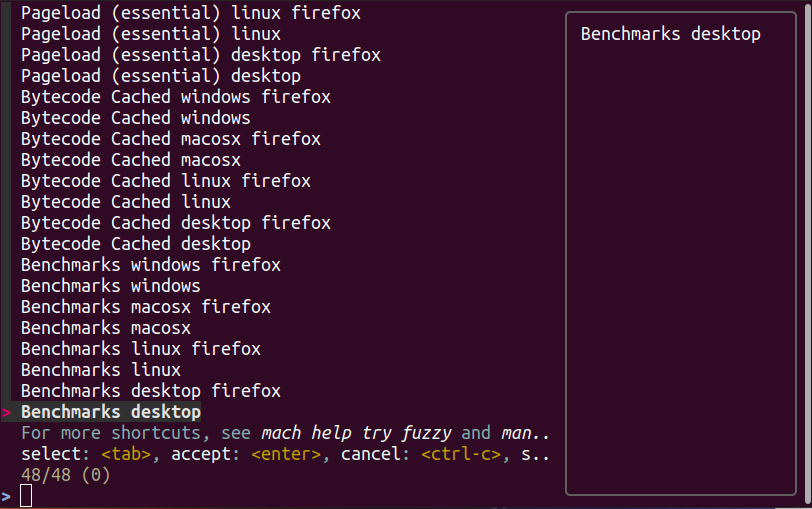 Pageload (essential) linux firefox
Pageload (essential) linux
Pageload (essential) desktop firefox
Pageload (essential) desktop
Bytecode Cached windows firefox
Bytecode Cached windows
Bytecode Cached macosx firefox
Bytecode Cached macosx
Bytecode Cached linux firefox
Bytecode Cached linux
Bytecode Cached desktop firefox
Bytecode Cached desktop
Benchmarks windows firefox
Benchmarks windows
Benchmarks macosx firefox
Benchmarks macosx
Benchmarks linux firefox
Benchmarks linux
Benchmarks desktop firefox
> Benchmarks desktop
For more shortcuts, see mach help try fuzzy and man..
select: <tab>, accept: <enter>, cancel: <ctrl-c>, s..
48/48 (0)
>
Benchmarks desktop